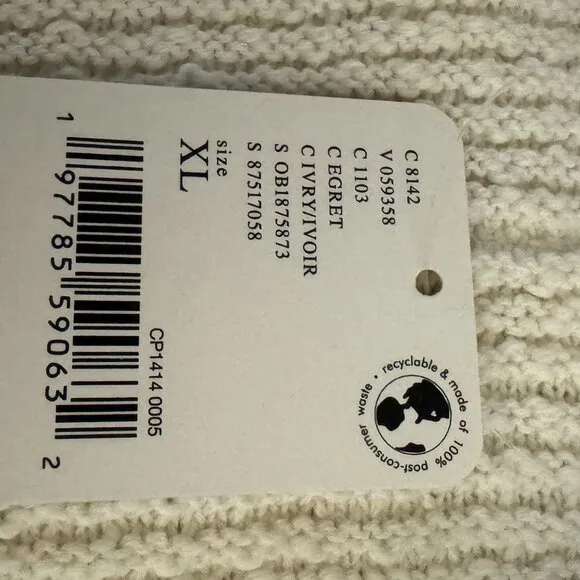 C 8142
V 059358
C 1103
C EGRET
C IVRY/IVOIR
S OB1875873
S 87517058
size
XL
CP1414 0005
1 97785 59063 2
recyclable & made of 100% post-consumer waste •